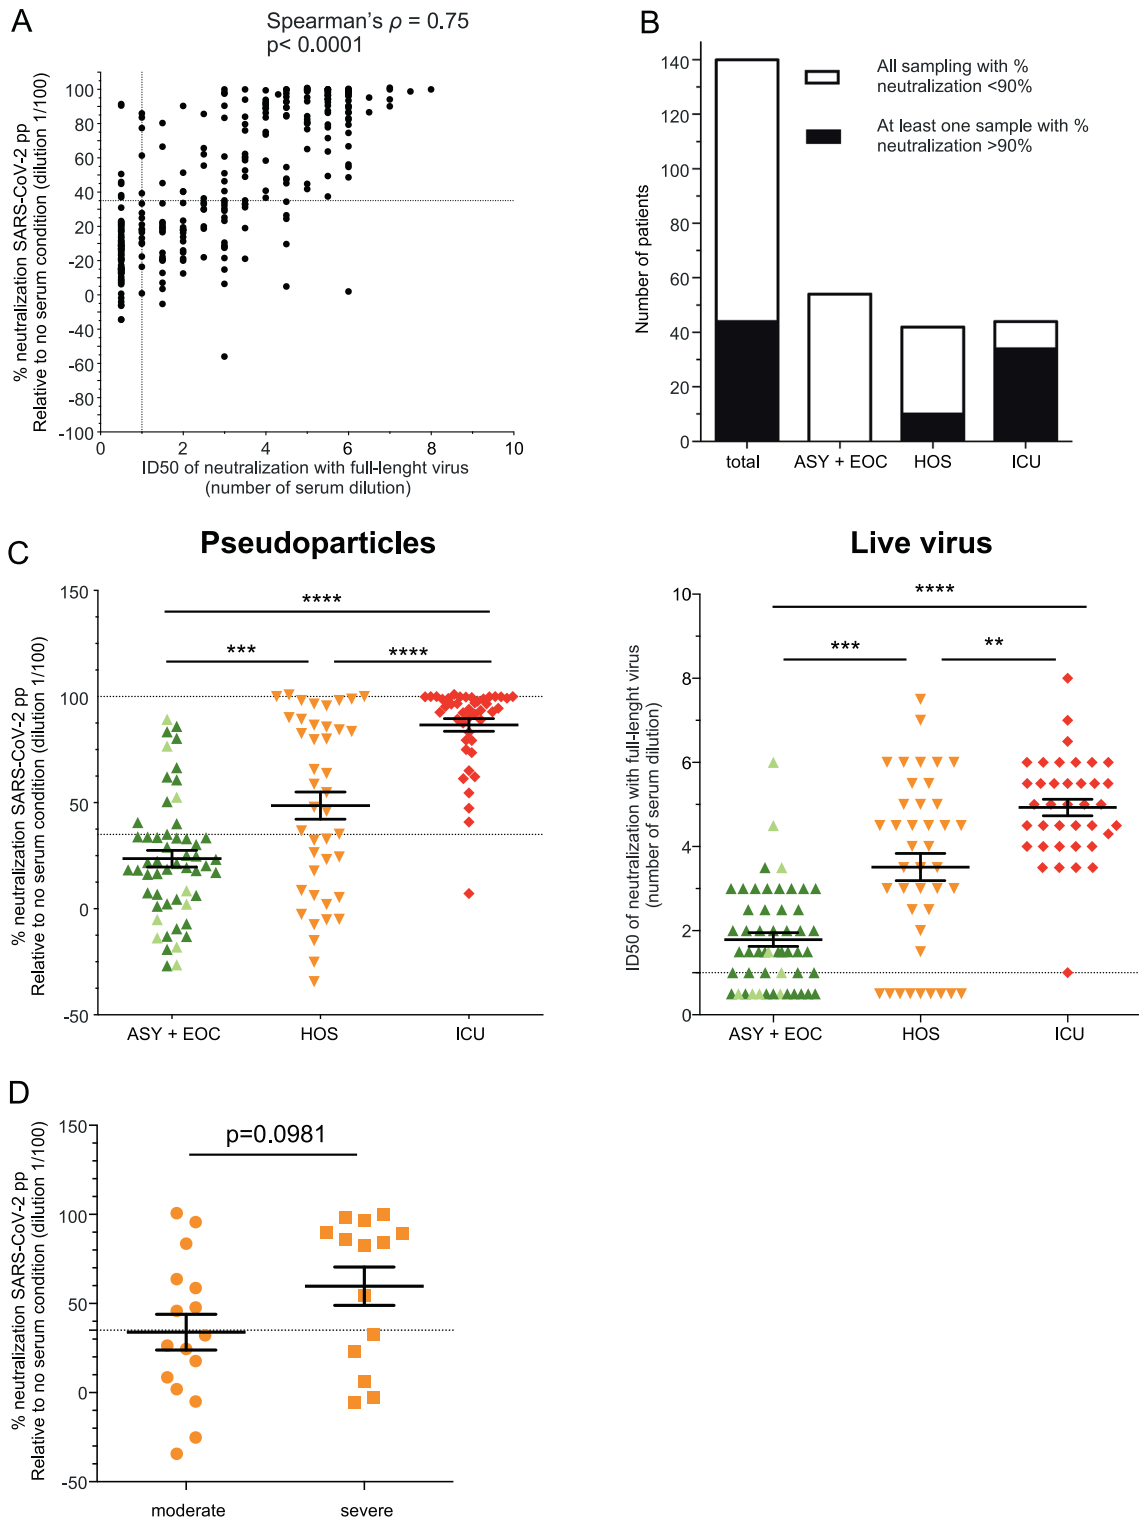 A
Spearman's ρ = 0.75
p< 0.0001
% neutralization SARS-CoV-2 pp
Relative to no serum condition (dilution 1/100)
100
80
60
40
20
-20
0
-40
-60
-80
-100
0
2
4
6
8
10
ID50 of neutralization with full-lenght virus
(number of serum dilution)
B
Number of patients
140
120
100
80
60
40
20
0
All sampling with %
neutralization <90%
At least one sample with %
neutralization >90%
total
ASY + EOC
HOS
ICU
C
Pseudoparticles
% neutralization SARS-CoV-2 pp
Relative to no serum condition (dilution 1/100)
150
100
50
0
-50
****
***
****
ASY + EOC
HOS
ICU
Live virus
ID50 of neutralization with full-lenght virus
(number of serum dilution)
10
8
6
4
2
0
****
***
**
ASY + EOC
HOS
ICU
D
% neutralization SARS-CoV-2 pp
Relative to no serum condition (dilution 1/100)
150
100
50
0
-50
p=0.0981
moderate
severe